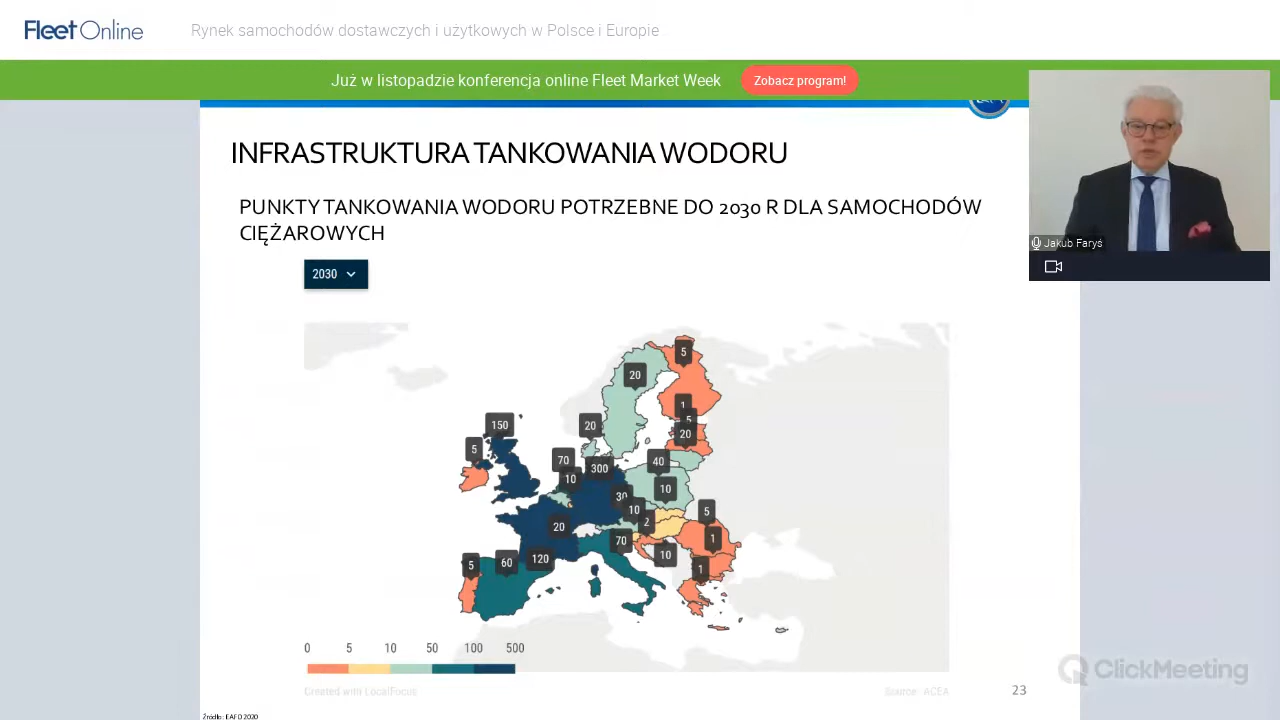 Fleet Online
Rynek samochodów dostawczych i użytkowych w Polsce i Europie
Już w listopadzie konferencja online Fleet Market Week
Zobacz program!
INFRASTRUKTURA TANKOWANIA WODORU
PUNKTY TANKOWANIA WODORU POTRZEBNE DO 2030 R DLA SAMOCHODÓW
CIĘŻAROWYCH
Jakub Faryś
2030
5
20
1
5
150
20
20
5
70
300
40
10
10
30
10
5
20
2
70
1
10
5
60
120
1
0 5 10 50 100 500
Created with LocalFocus
Source: ACEA
23
ClickMeeting
Źródło: EAFO 2020